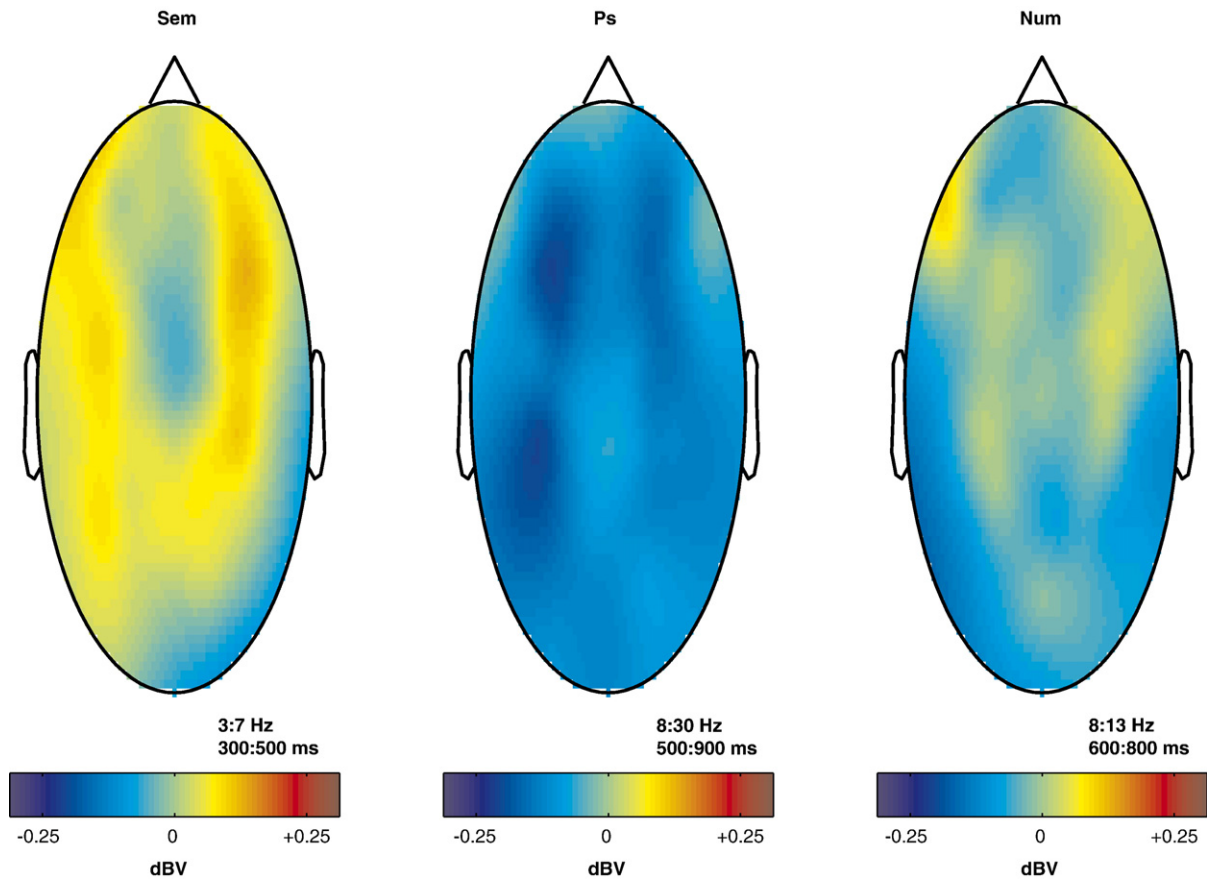 Sem
Ps
Num
3:7 Hz
300:500 ms
500:900 ms
8:30 Hz
8:13 Hz
600:800 ms
-0.25 0 +0.25
dBV
-0.25 0 +0.25
dBV
-0.25 0 +0.25
dBV